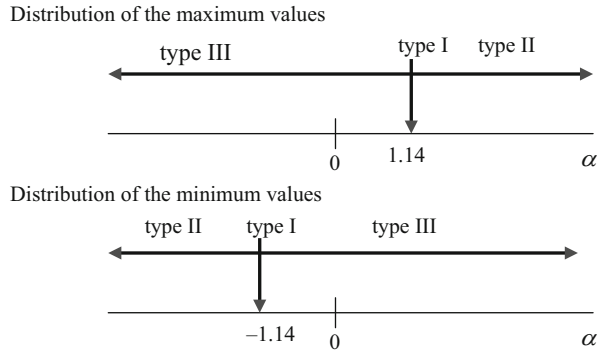 Distribution of the maximum values
type III type I type II
0 1.14 α
Distribution of the minimum values
type II type I type III
–1.14 0 α